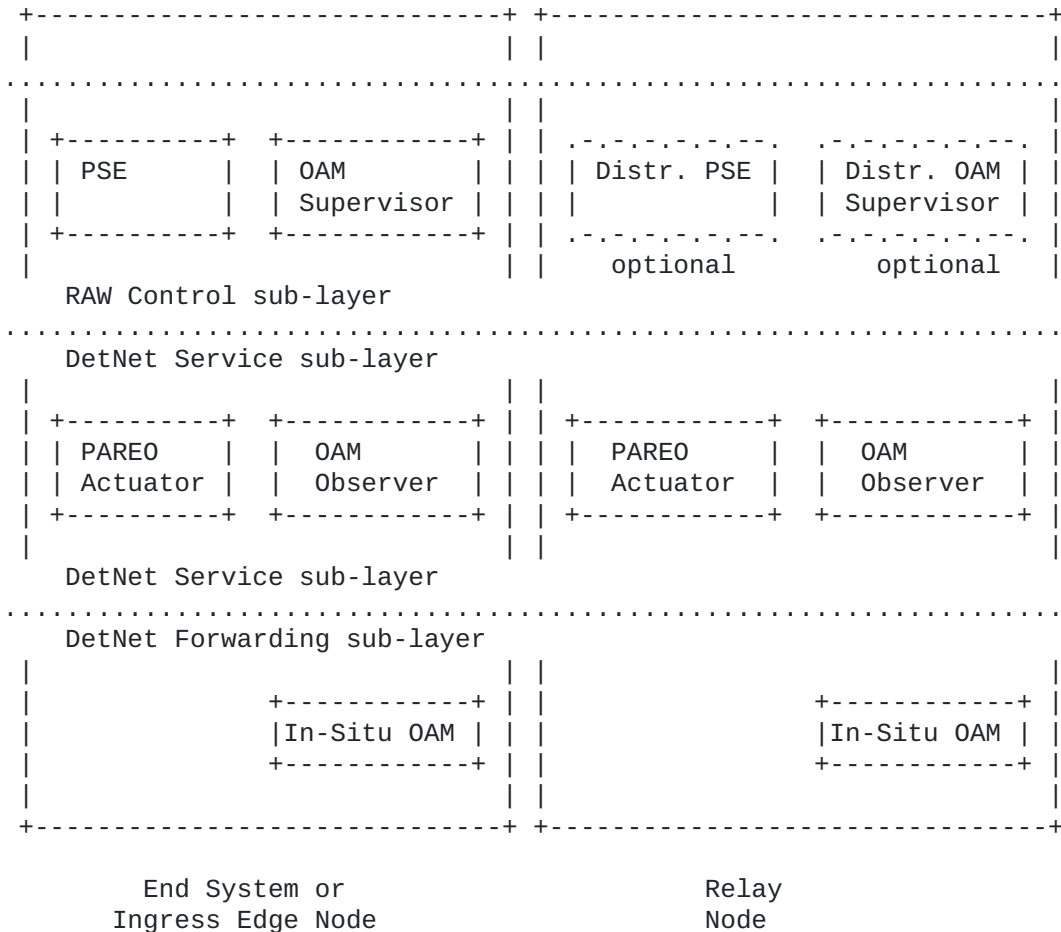 PSE OAM Distr. PSE Distr. OAM
Supervisor Supervisor
optional optional
RAW Control sub-layer
DetNet Service sub-layer
PAREO OAM PAREO OAM
Actuator Observer Actuator Observer
DetNet Service sub-layer
DetNet Forwarding sub-layer
In-Situ OAM In-Situ OAM
End System or Relay
Ingress Edge Node Node